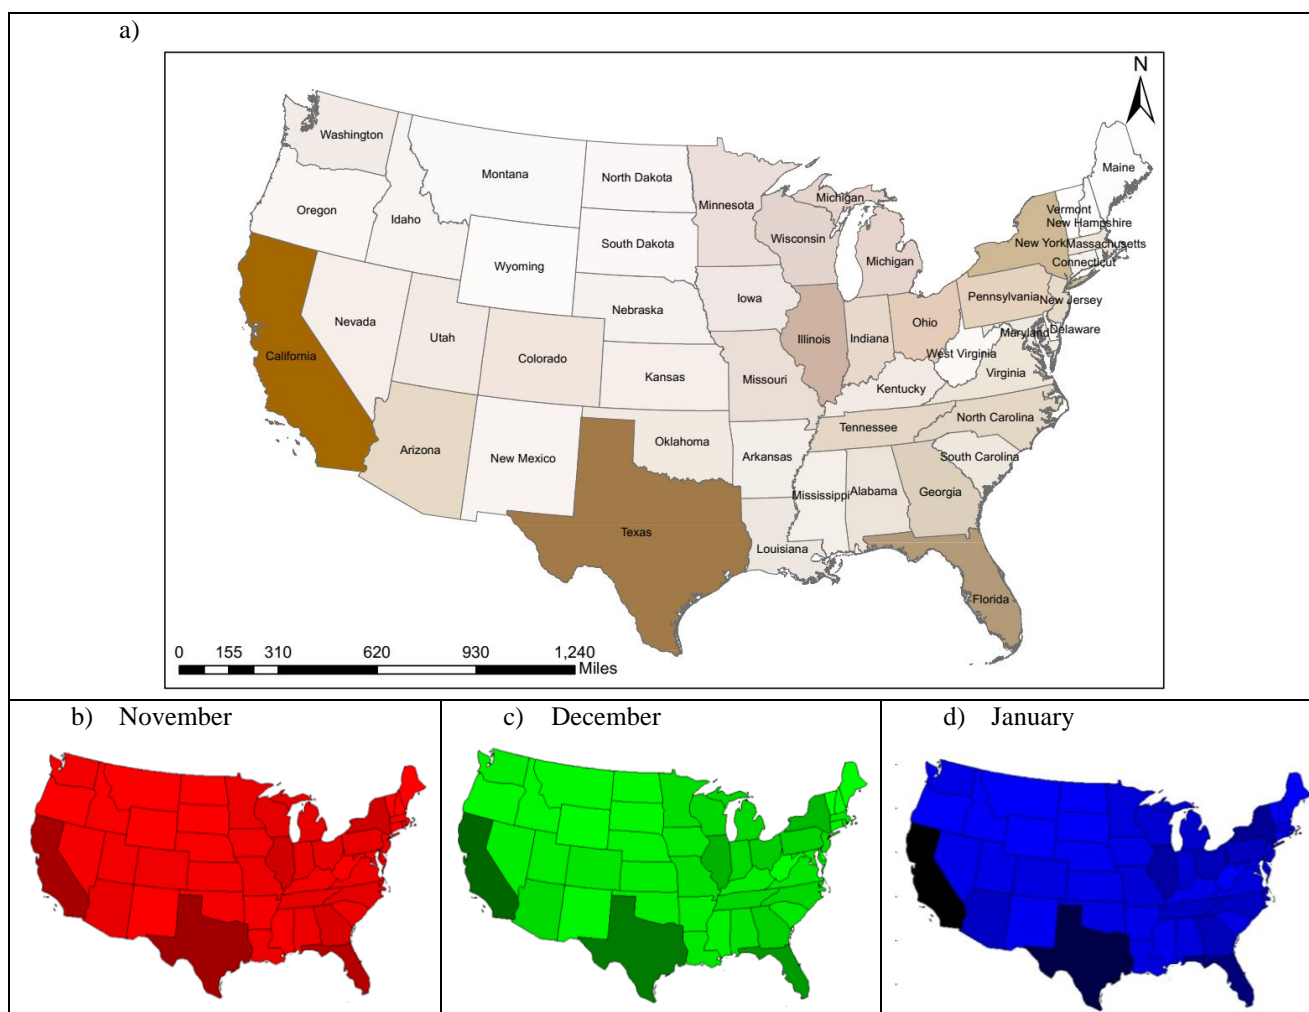 a)
N
Washington
Montana
North Dakota
Minnesota
Michigan
Maine
Oregon
Idaho
Wisconsin
Vermont
New Hampshire
South Dakota
New York
Massachusetts
Wyoming
Michigan
Connecticut
Nebraska
Iowa
Pennsylvania
New Jersey
Nevada
Utah
Colorado
Illinois
Indiana
Ohio
Maryland
Delaware
California
West Virginia
Kansas
Missouri
Kentucky
Virginia
Arizona
New Mexico
Oklahoma
Arkansas
Tennessee
North Carolina
South Carolina
Mississippi
Alabama
Georgia
Texas
Louisiana
Florida
0 155 310 620 930 1,240
Miles
b) November
c) December
d) January